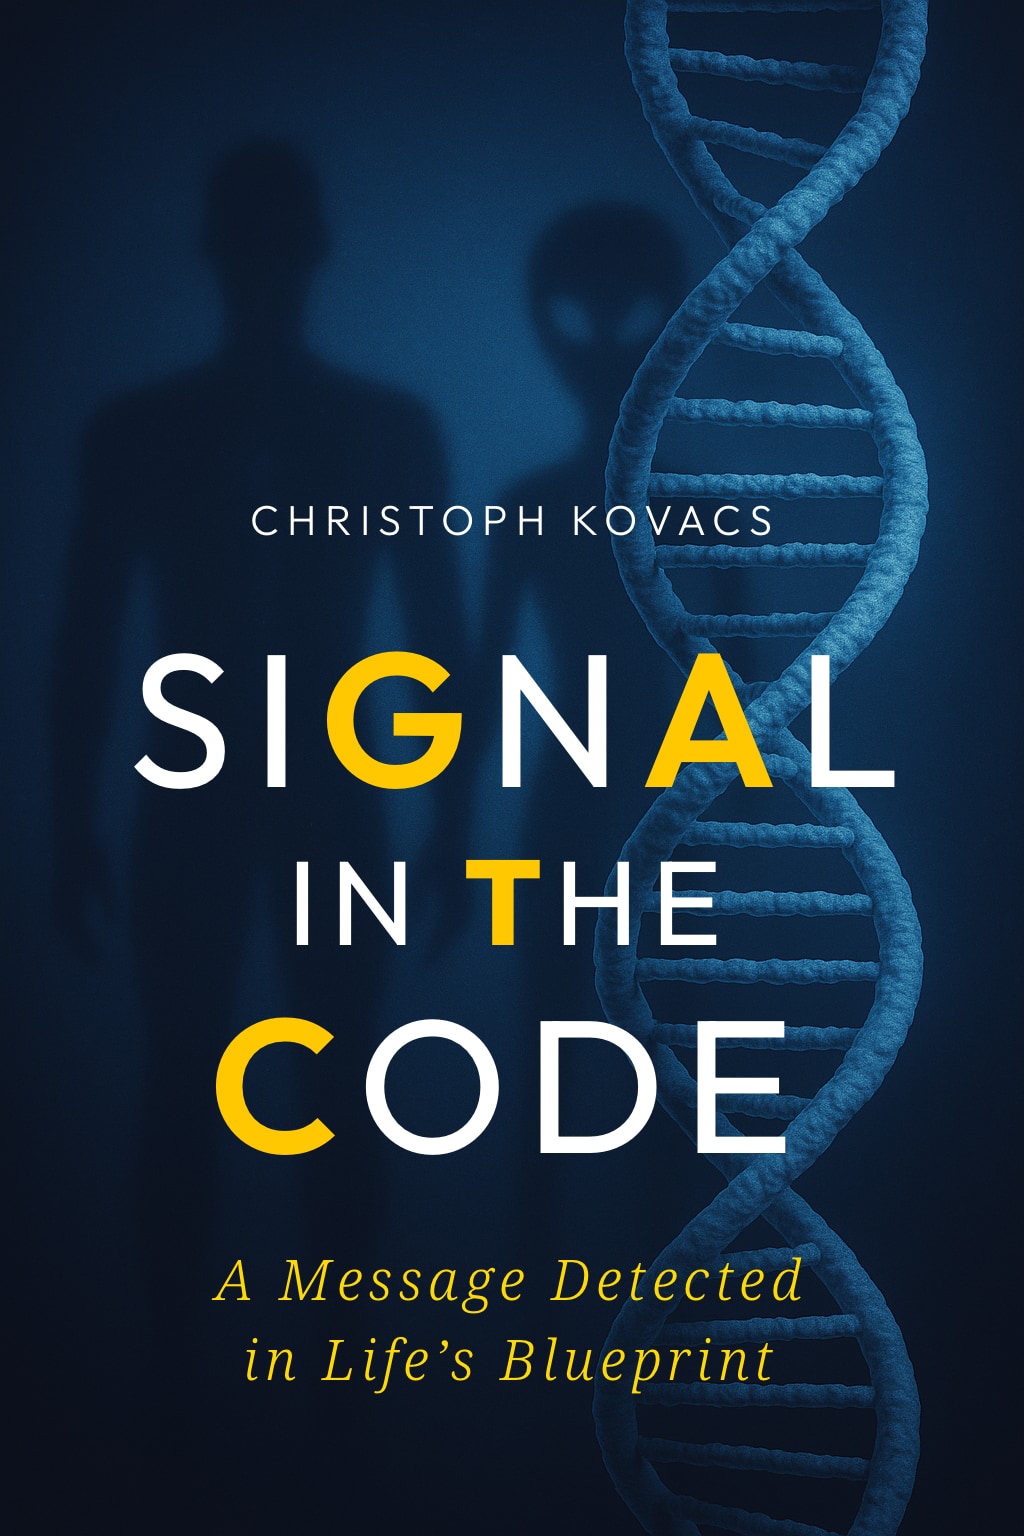 CHRISTOPH KOVACS
SIGNAL
IN THE
CODE
A Message Detected
in Life’s Blueprint